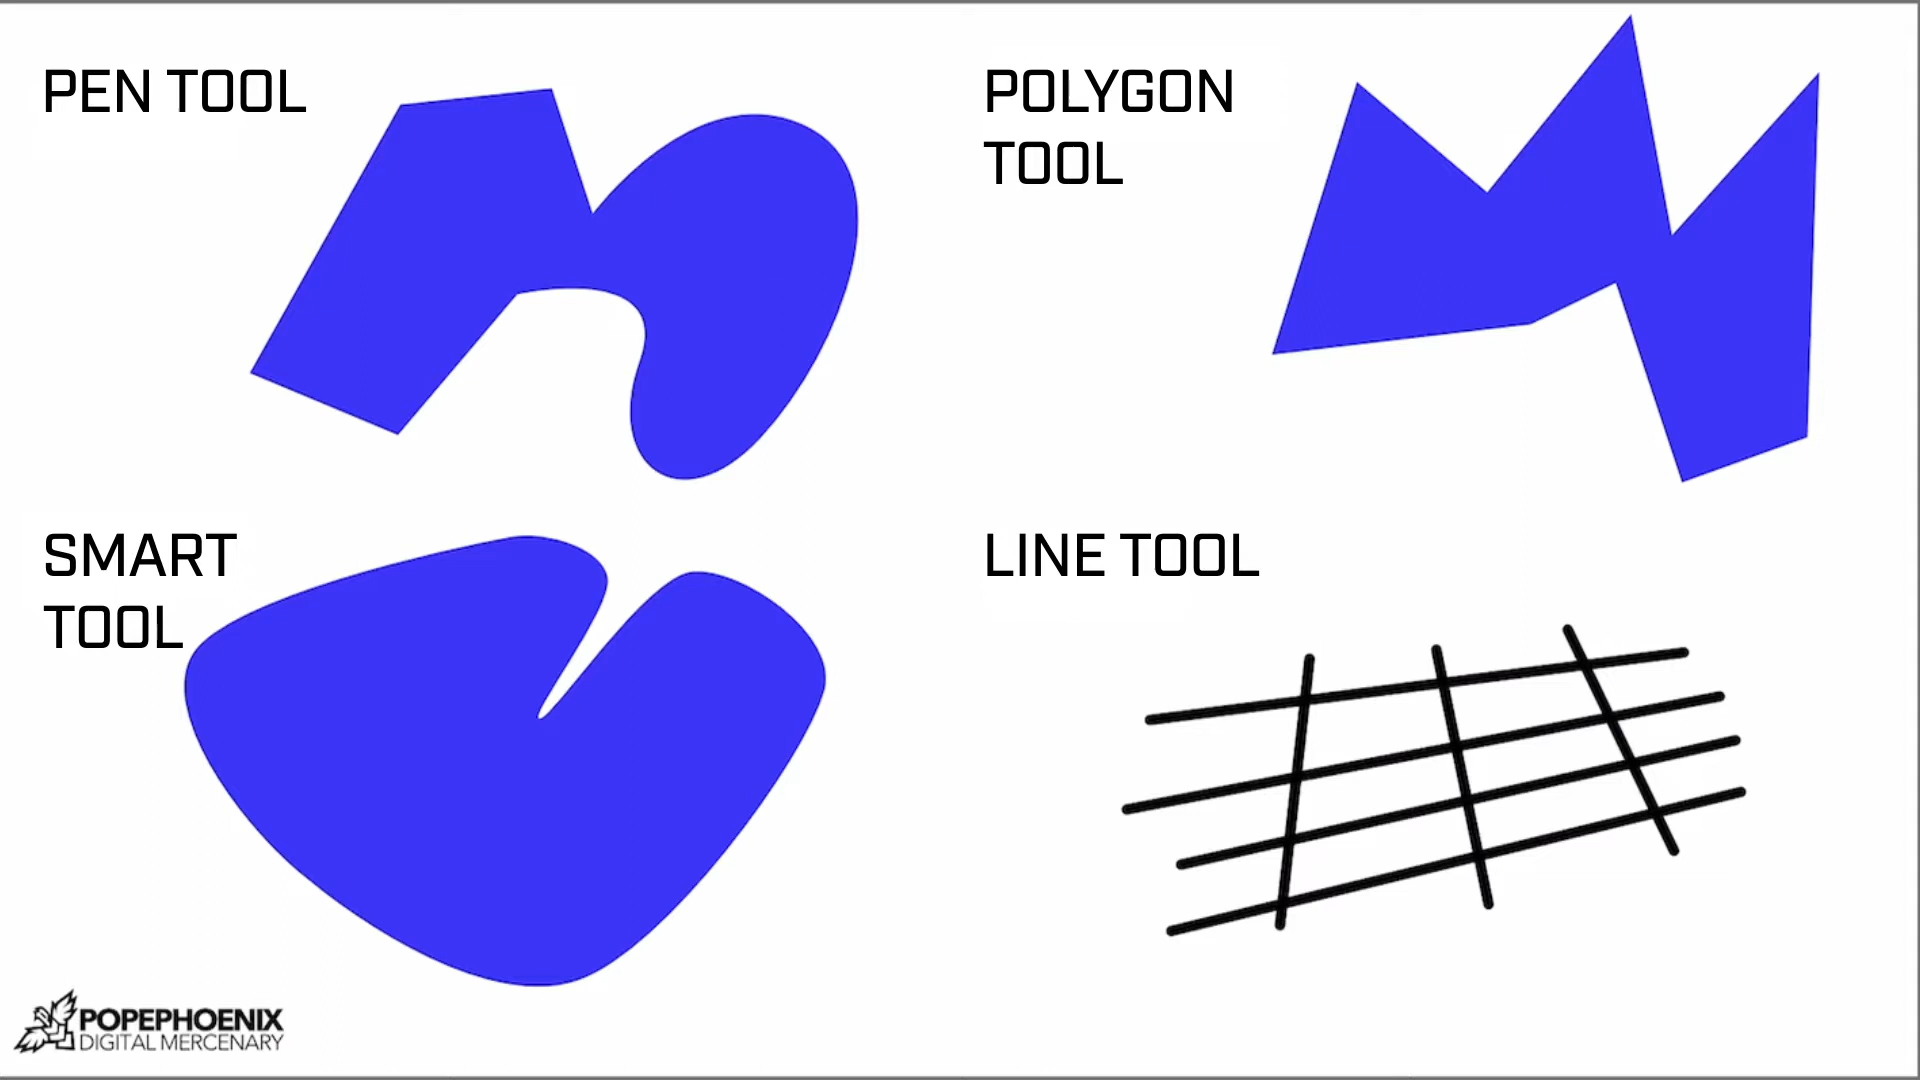 PEN TOOL
POLYGON
TOOL
SMART
TOOL
LINE TOOL
POPEPHOENIX
DIGITAL MERCENARY